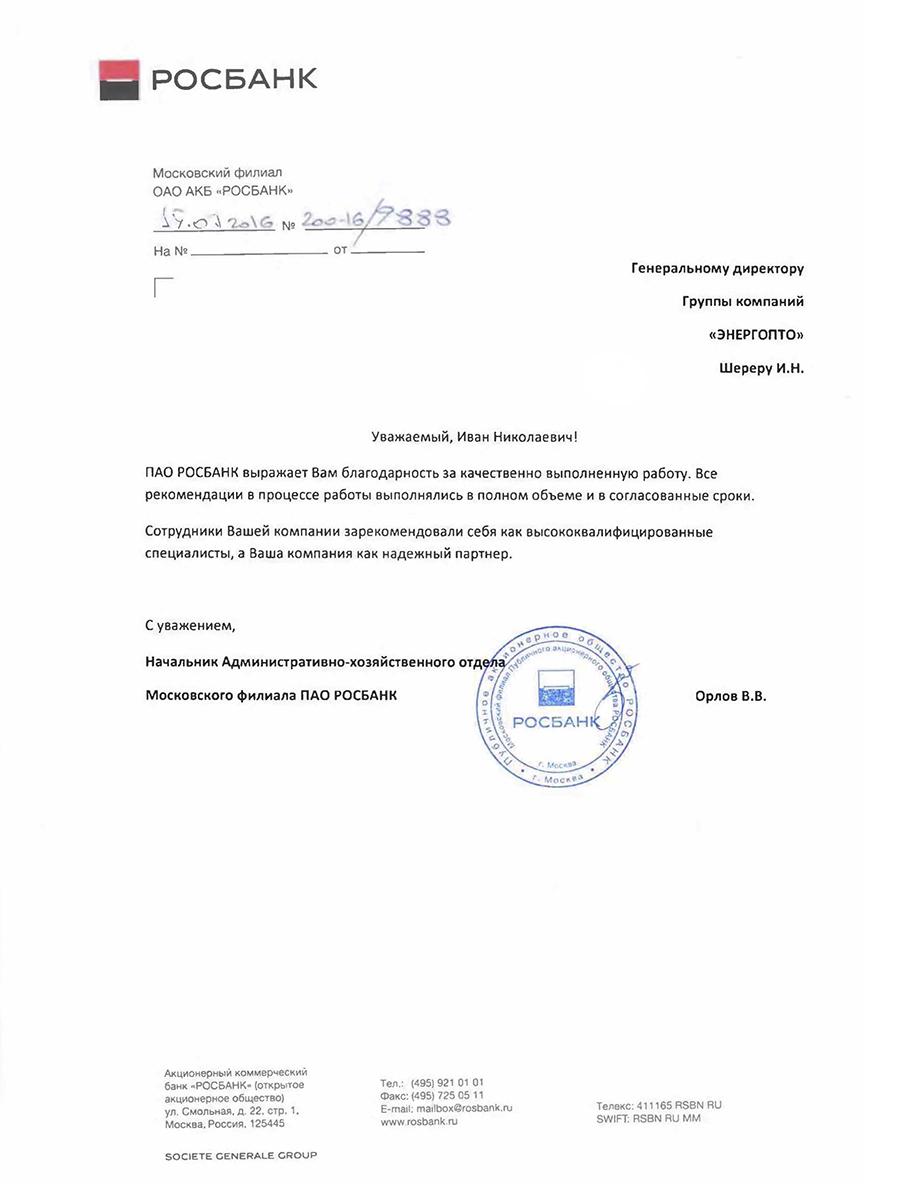 РОСБАНК
Московский филиал
ОАО АКБ «РОСБАНК»
2016 № 200-16/9888
На № от
Генеральному директору
Группы компаний
«ЭНЕРГОПТО»
Шереру И.Н.
Уважаемый, Иван Николаевич!
ПАО РОСБАНК выражает Вам благодарность за качественно выполненную работу. Все
рекомендации в процессе работы выполнялись в полном объеме и в согласованные сроки.
Сотрудники Вашей компании зарекомендовали себя как высококвалифицированные
специалисты, а Ваша компания как надежный партнер.
С уважением,
Начальник Административно-хозяйственного отдела
Московского филиала ПАО РОСБАНК
Орлов В.В.
Публичное акционерное общество РОСБАНК
Московский филиал Публичного акционерного общества РОСБАНК
РОСБАНК
г. Москва
г. Москва
Акционерный коммерческий
банк «РОСБАНК» (открытое
акционерное общество)
ул. Смольная, д. 22, стр. 1,
Москва, Россия, 125445
SOCIETE GENERALE GROUP
Тел.: (495) 921 01 01
Факс: (495) 725 05 11
E-mail: mailbox@rosbank.ru
www.rosbank.ru
Телекс: 411165 RSBN RU
SWIFT: RSBN RU MM